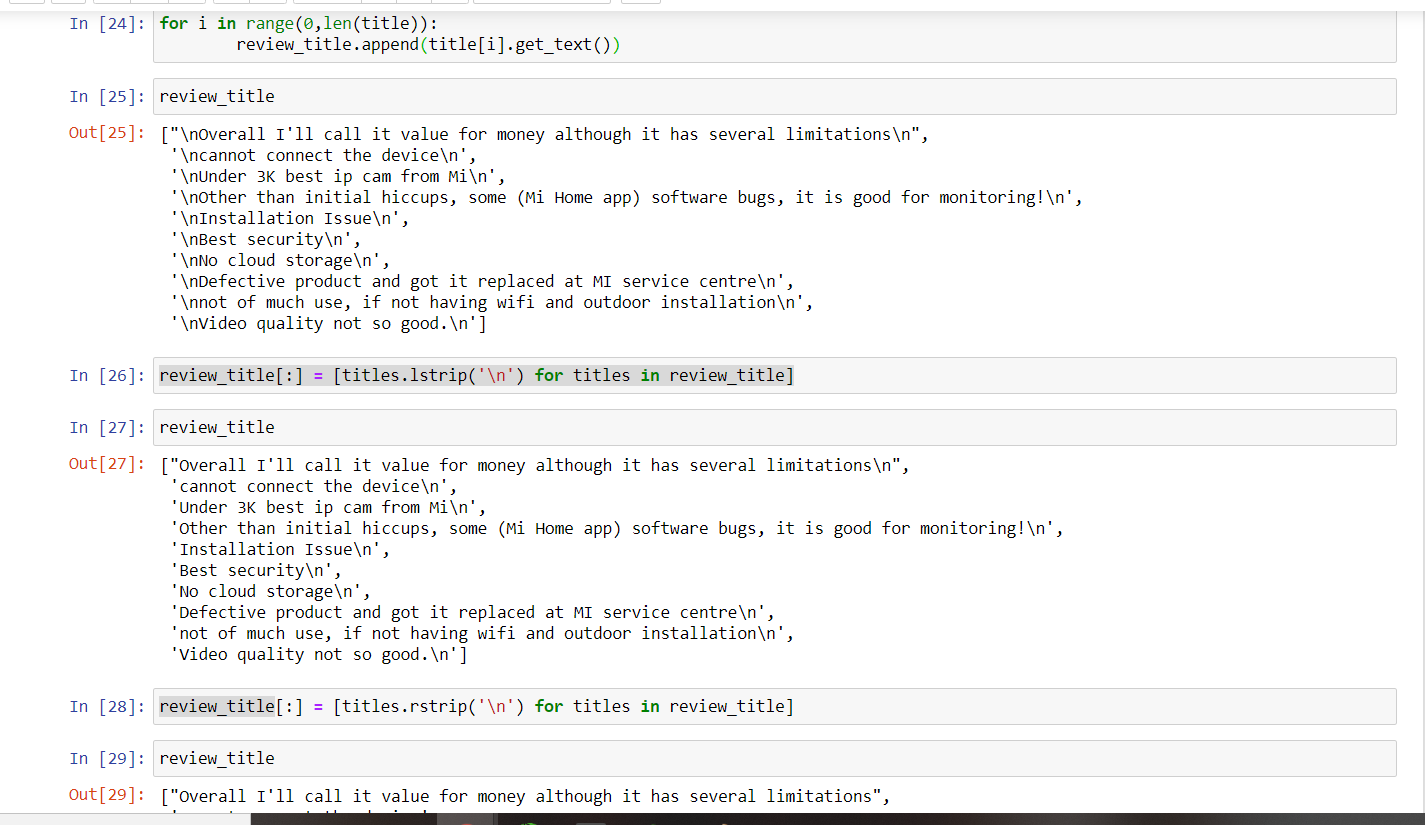 In [24]: for i in range(0,len(title)):
        review_title.append(title[i].get_text())
In [25]: review_title
Out[25]: ["\nOverall I'll call it value for money although it has several limitations\n",
'\ncannot connect the device\n',
'\nUnder 3K best ip cam from Mi\n',
'\nOther than initial hiccups, some (Mi Home app) software bugs, it is good for monitoring!\n',
'\nInstallation Issue\n',
'\nBest security\n',
'\nNo cloud storage\n',
'\nDefective product and got it replaced at MI service centre\n',
'\nnot of much use, if not having wifi and outdoor installation\n',
'\nVideo quality not so good.\n']
In [26]: review_title[:] = [titles.lstrip('\n') for titles in review_title]
In [27]: review_title
Out[27]: ["Overall I'll call it value for money although it has several limitations\n",
'cannot connect the device\n',
'Under 3K best ip cam from Mi\n',
'Other than initial hiccups, some (Mi Home app) software bugs, it is good for monitoring!\n',
'Installation Issue\n',
'Best security\n',
'No cloud storage\n',
'Defective product and got it replaced at MI service centre\n',
'not of much use, if not having wifi and outdoor installation\n',
'Video quality not so good.\n']
In [28]: review_title[:] = [titles.rstrip('\n') for titles in review_title]
In [29]: review_title
Out[29]: ["Overall I'll call it value for money although it has several limitations",